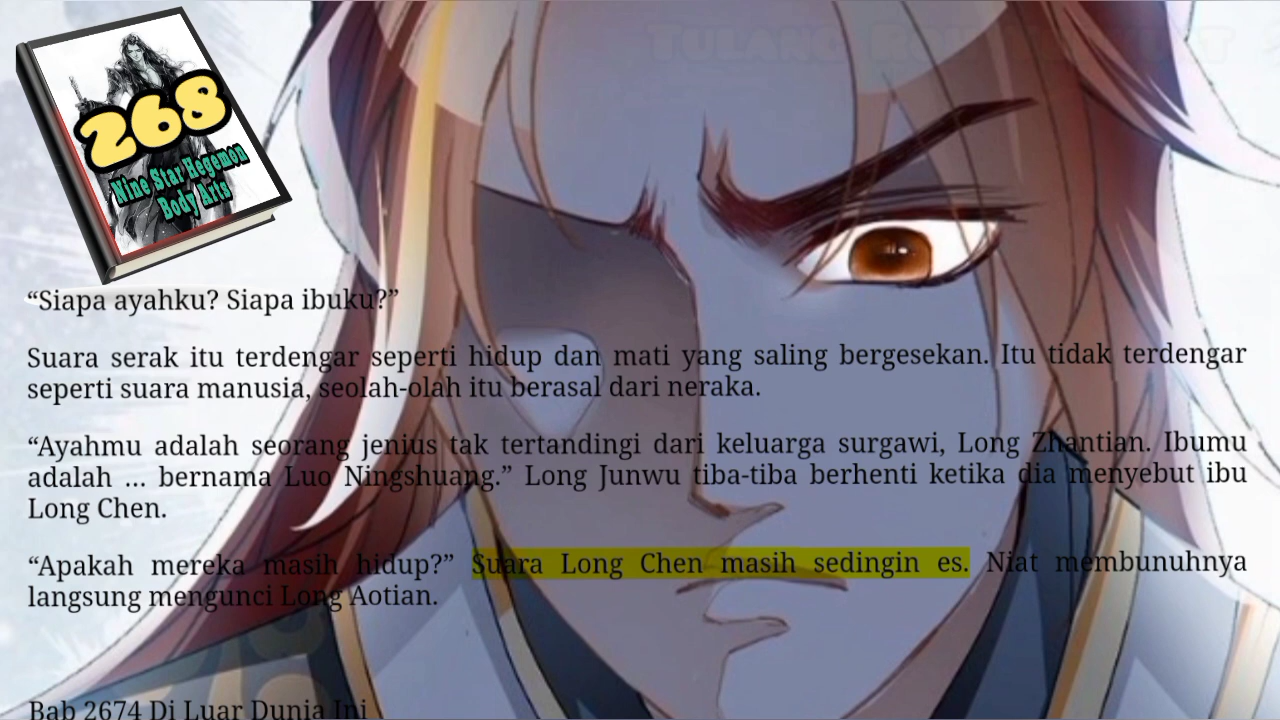 268
Nine Star Hegemon
Body Arts
“Siapa ayahku? Siapa ibuku?”
Suara serak itu terdengar seperti hidup dan mati yang saling bergesekan. Itu tidak terdengar
seperti suara manusia, seolah-olah itu berasal dari neraka.
“Ayahmu adalah seorang jenius tak tertandingi dari keluarga surgawi, Long Zhantian. Ibumu
adalah … bernama Luo Ningshuang.” Long Junwu tiba-tiba berhenti ketika dia menyebut ibu
Long Chen.
“Apakah mereka masih hidup?” Suara Long Chen masih sedingin es. Niat membunuhnya
langsung mengunci Long Aotian.
Bab 2674 Di Luar Dunia Ini